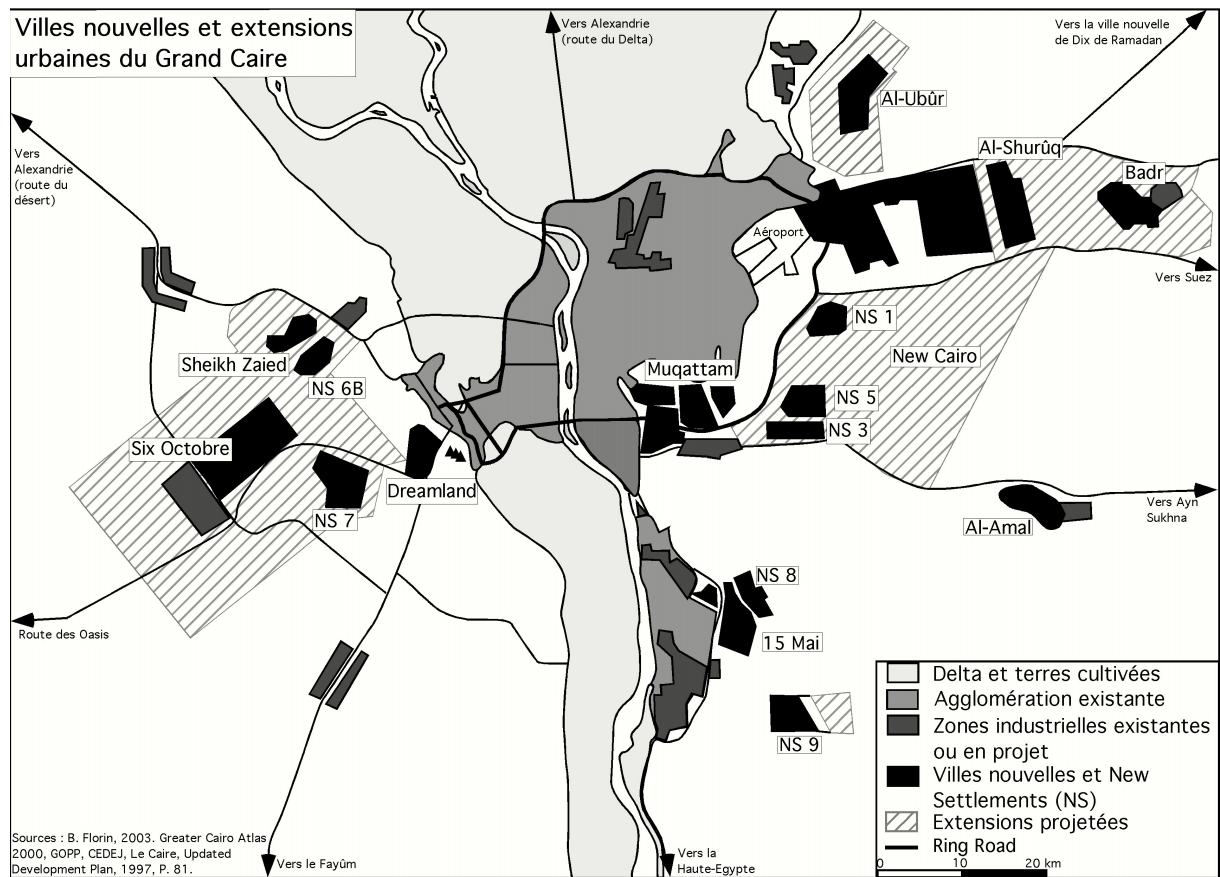 Villes nouvelles et extensions
urbaines du Grand Caire
Vers Alexandrie
(route du Delta)
Vers la ville nouvelle
de Dix de Ramadan
Al-Ubûr
Vers
Alexandrie
(route du
désert)
Al-Shurûq
Badr
Aéroport
Vers Suez
NS 1
New Cairo
Sheikh Zaied
NS 6B
Muqattam
NS 5
NS 3
Six Octobre
Dreamland
NS 7
Al-Amal
Vers Ayn
Sukhna
NS 8
15 Mai
Route des Oasis
NS 9
Delta et terres cultivées
Agglomération existante
Zones industrielles existantes
ou en projet
Villes nouvelles et New
Settlements (NS)
Extensions projetées
Ring Road
0 10 20 km
Sources : B. Florin, 2003. Greater Cairo Atlas
2000, GOPP, CEDEJ, Le Caire, Updated
Development Plan, 1997, P. 81.
Vers le Fayûm
Vers la
Haute-Egypte